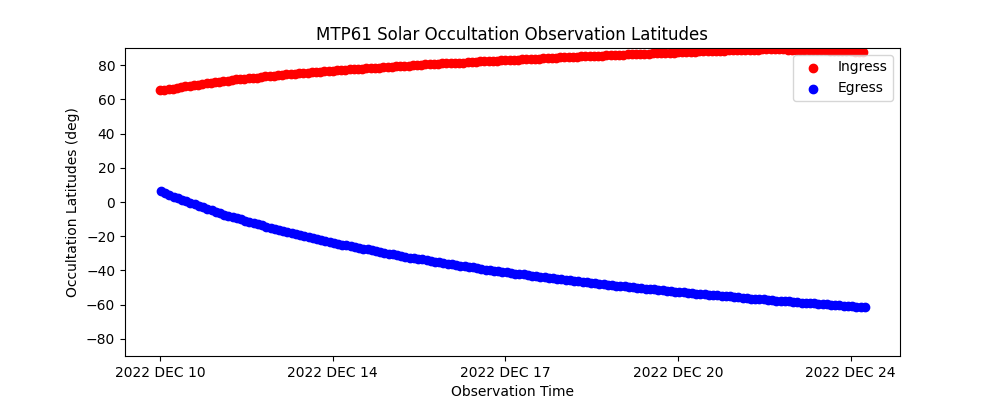 MTP61 Solar Occultation Observation Latitudes
Ingress
Egress
Occultation Latitudes (deg)
80
60
40
20
0
−20
−40
−60
−80
2022 DEC 10 2022 DEC 14 2022 DEC 17 2022 DEC 20 2022 DEC 24
Observation Time